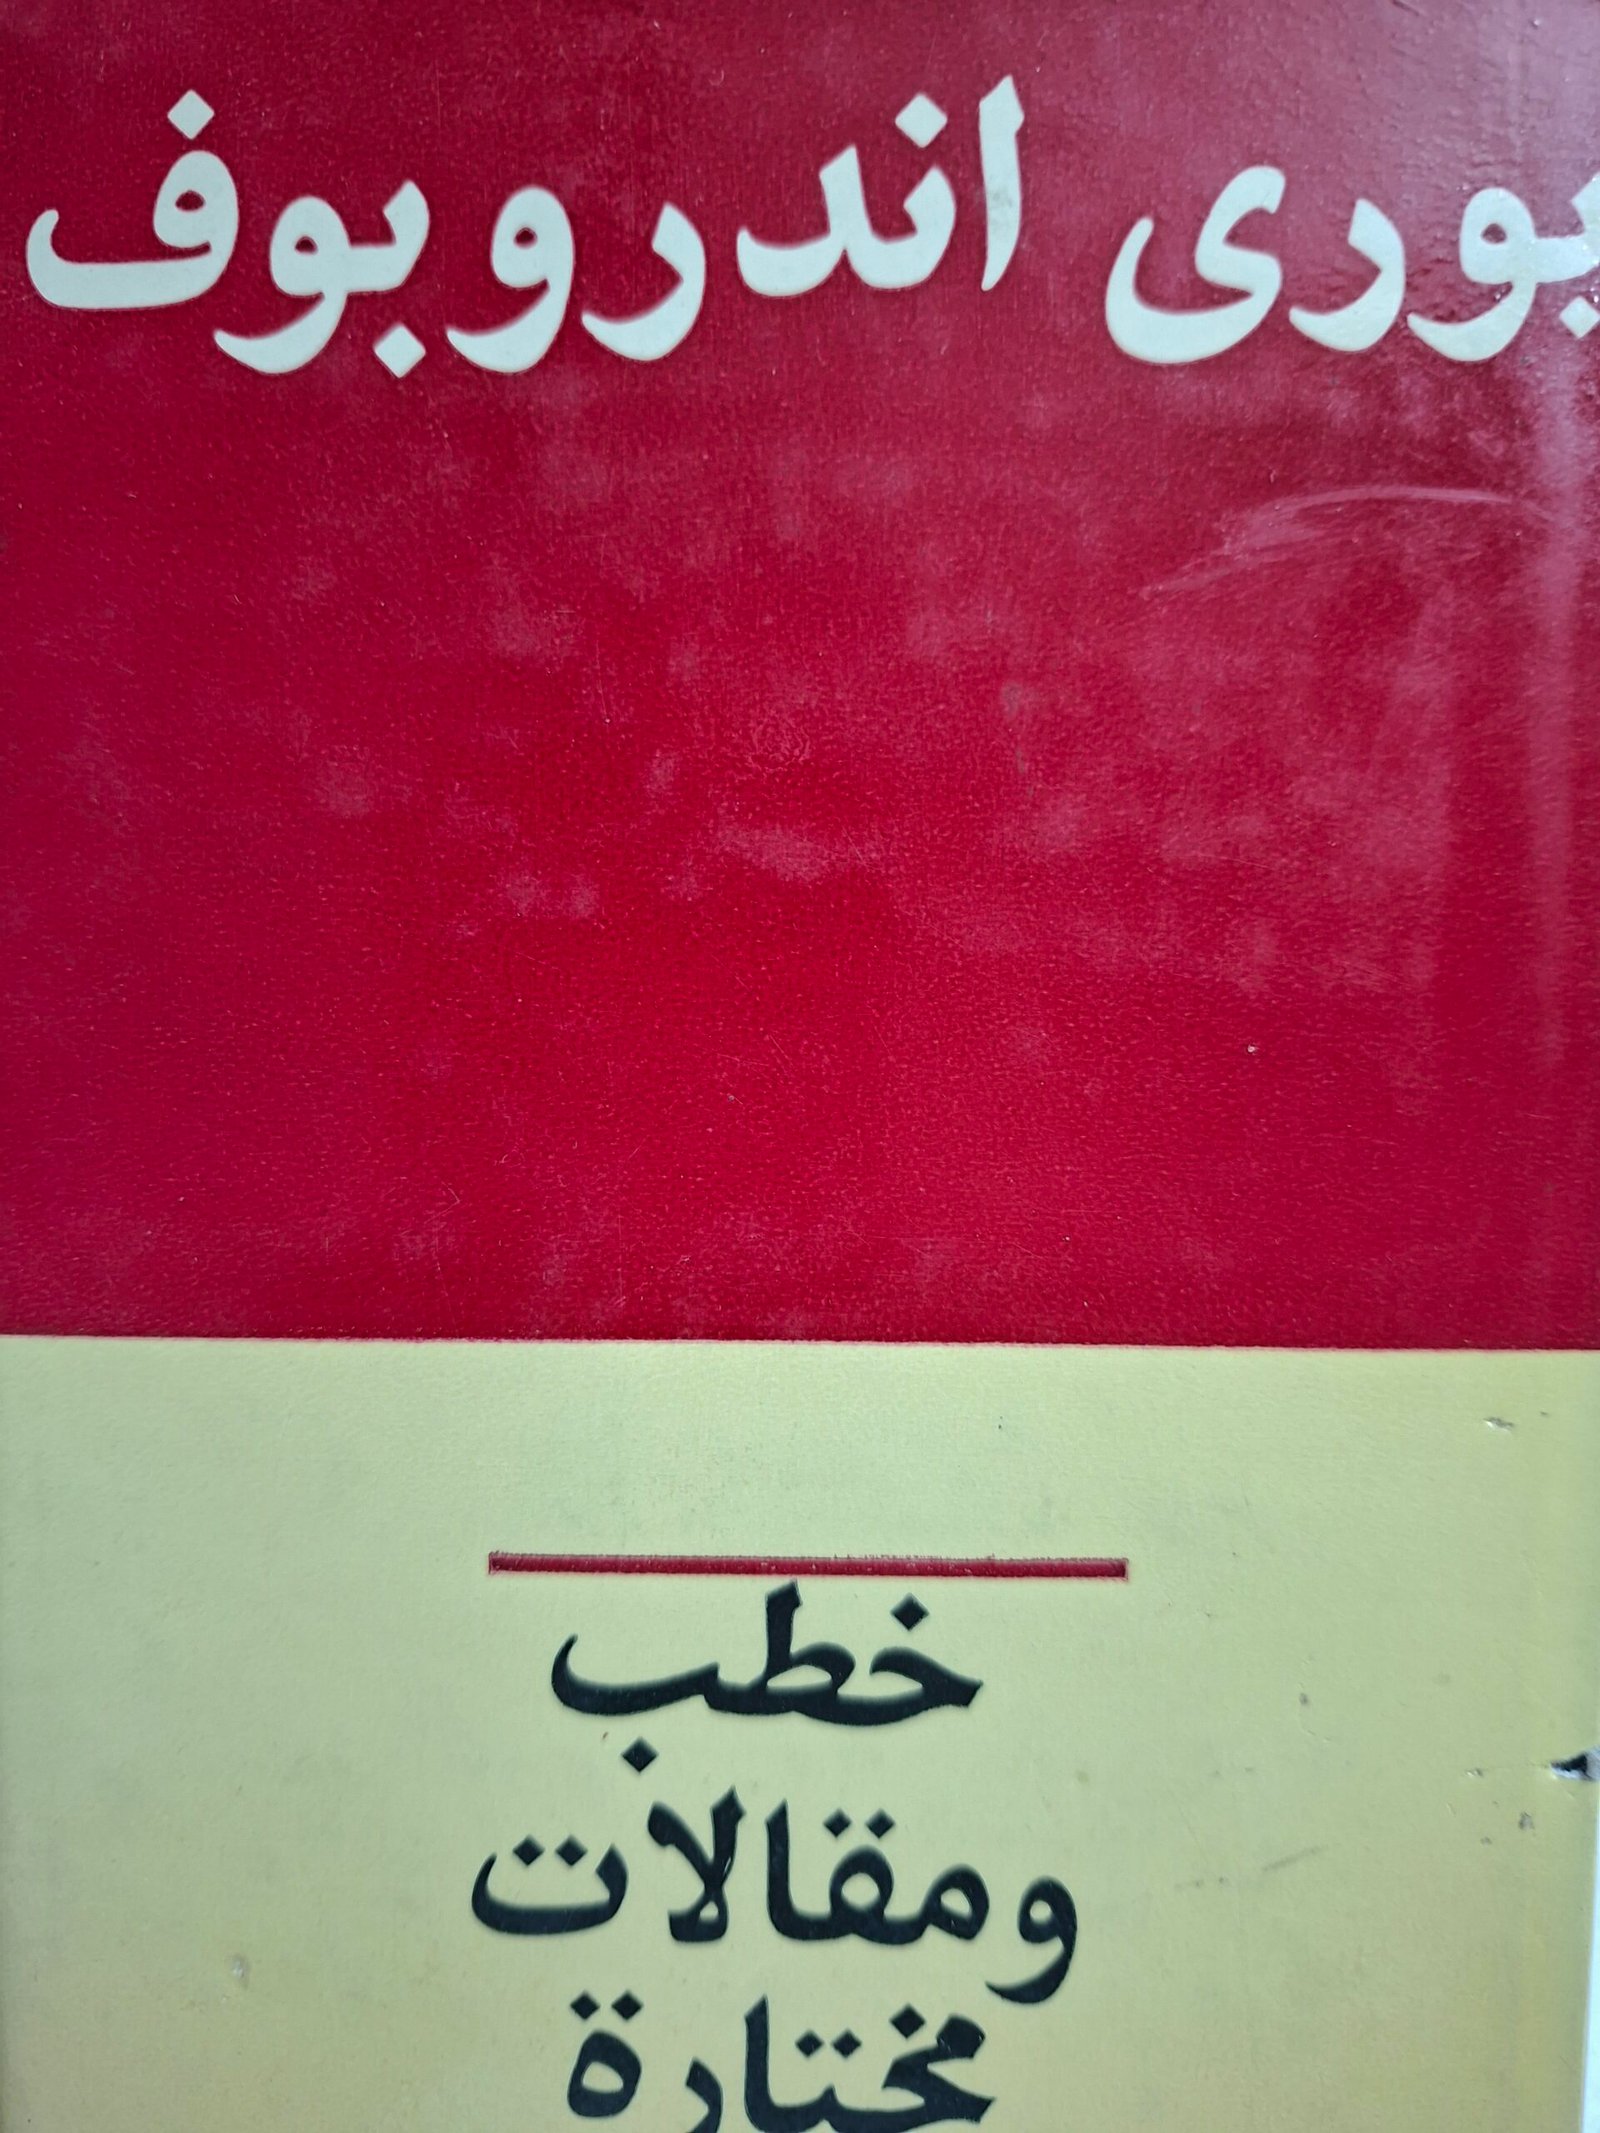 يوري اندروبوف
خطب
ومقالات
مختارة